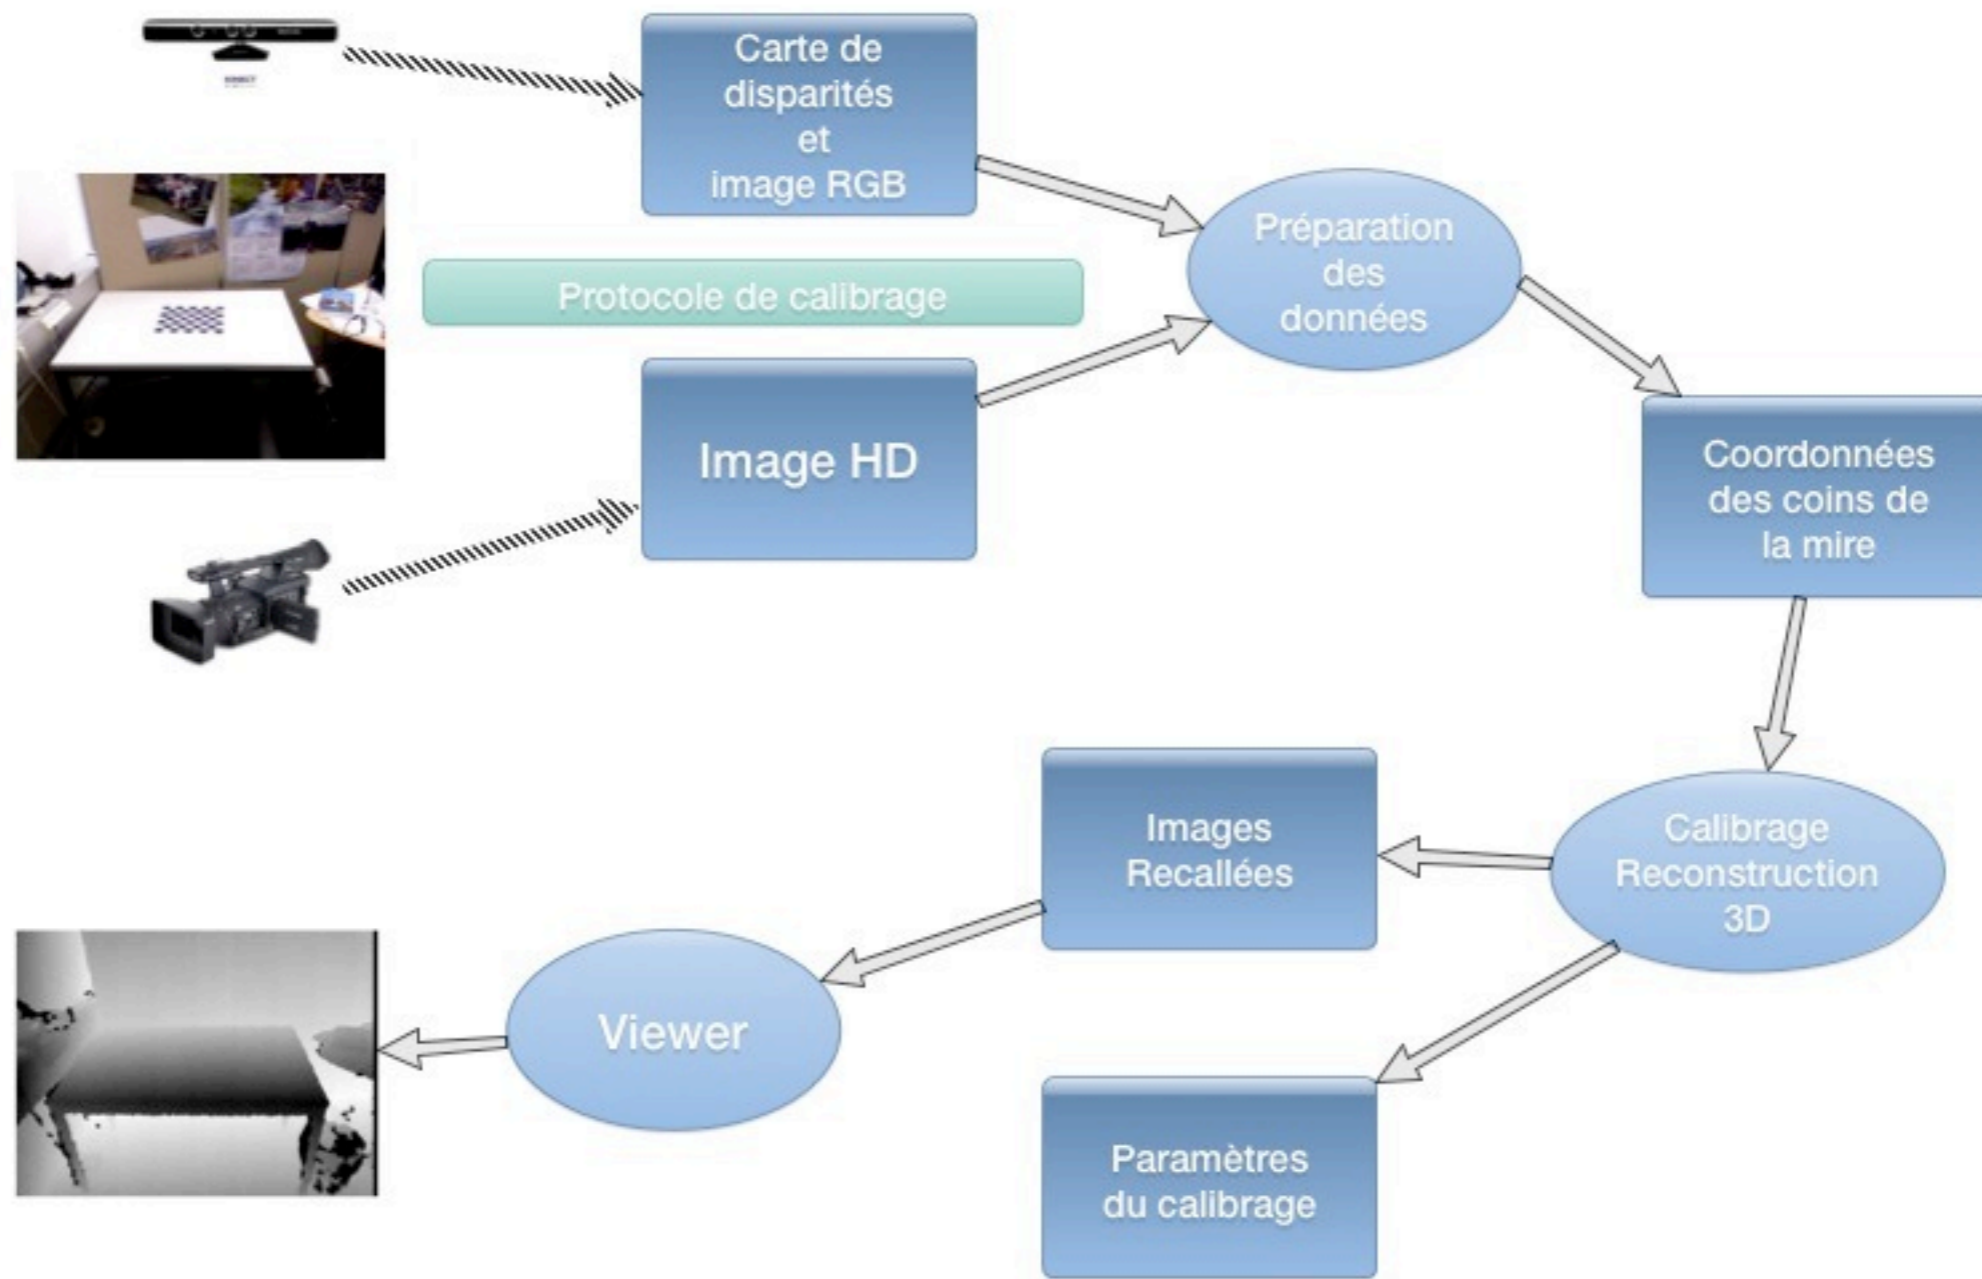 Carte de
disparités
et
image RGB
Préparation
des
données
Protocole de calibrage
Image HD
Coordonnées
des coins de
la mire
Images
Recallées
Calibrage
Reconstruction
3D
Viewer
Paramètres
du calibrage